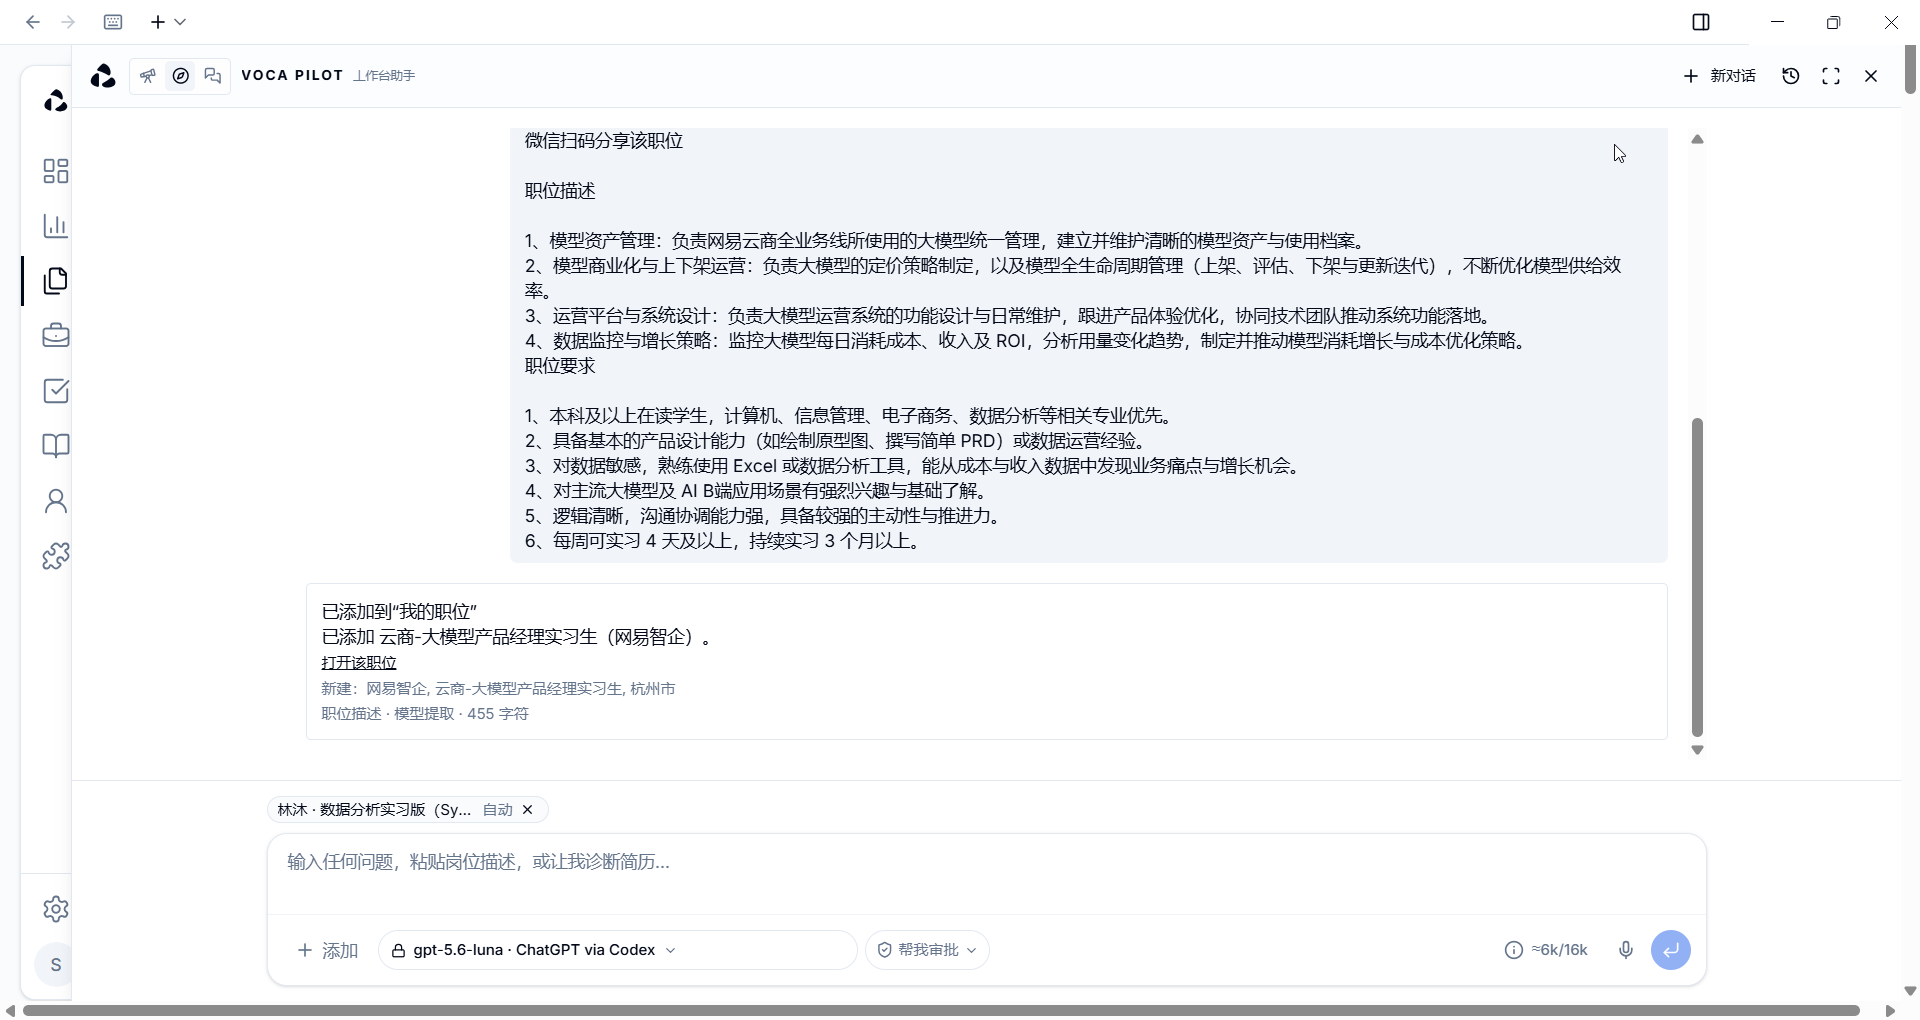 VOCA PILOT 工作台助手
新对话
微信扫码分享该职位
职位描述
1、模型资产管理：负责网易云商全业务线所使用的大模型统一管理，建立并维护清晰的模型资产与使用档案。
2、模型商业化与上下架运营：负责大模型的定价策略制定，以及模型全生命周期管理（上架、评估、下架与更新迭代），不断优化模型供给效
率。
3、运营平台与系统设计：负责大模型运营系统的功能设计与日常维护，跟进产品体验优化，协同技术团队推动系统功能落地。
4、数据监控与增长策略：监控大模型每日消耗成本、收入及 ROI，分析用量变化趋势，制定并推动模型消耗增长与成本优化策略。
职位要求
1、本科及以上在读学生，计算机、信息管理、电子商务、数据分析等相关专业优先。
2、具备基本的产品设计能力（如绘制原型图、撰写简单 PRD）或数据运营经验。
3、对数据敏感，熟练使用 Excel 或数据分析工具，能从成本与收入数据中发现业务痛点与增长机会。
4、对主流大模型及 AI B端应用场景有强烈兴趣与基础了解。
5、逻辑清晰，沟通协调能力强，具备较强的主动性与推进力。
6、每周可实习 4 天及以上，持续实习 3 个月以上。
已添加到“我的职位”
已添加 云商-大模型产品经理实习生（网易智企）。
打开该职位
新建：网易智企, 云商-大模型产品经理实习生, 杭州市
职位描述 · 模型提取 · 455 字符
林沐 · 数据分析实习版（Sy... 自动
输入任何问题，粘贴岗位描述，或让我诊断简历...
添加 gpt-5.6-luna · ChatGPT via Codex 帮我审批 ≈6k/16k
S